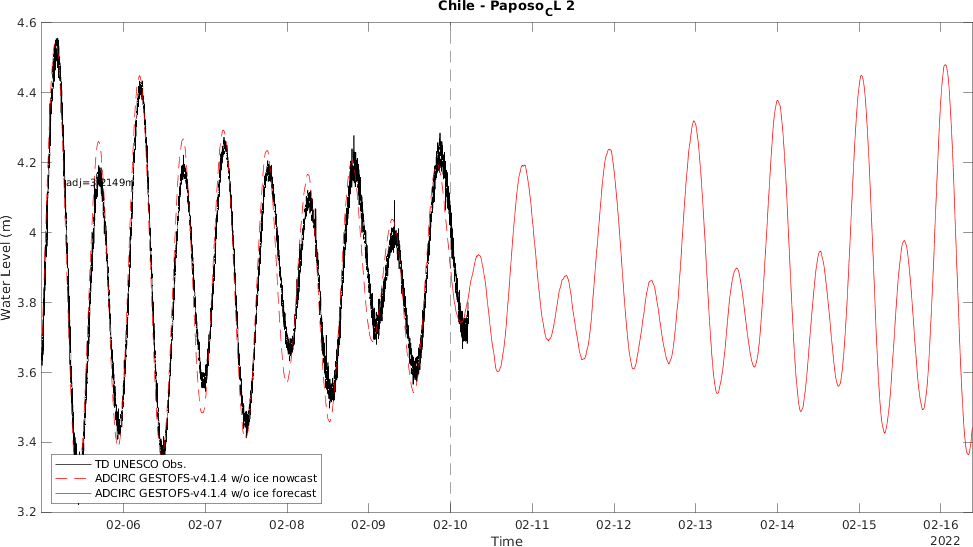 Chile - Paposo_CL 2
4.6
4.4
4.2
4
3.8
3.6
3.4
3.2
Water Level (m)
adj=3.2149m
TD UNESCO Obs.
ADCIRC GESTOFS-v4.1.4 w/o ice nowcast
ADCIRC GESTOFS-v4.1.4 w/o ice forecast
02-06 02-07 02-08 02-09 02-10 02-11 02-12 02-13 02-14 02-15 02-16
Time
2022